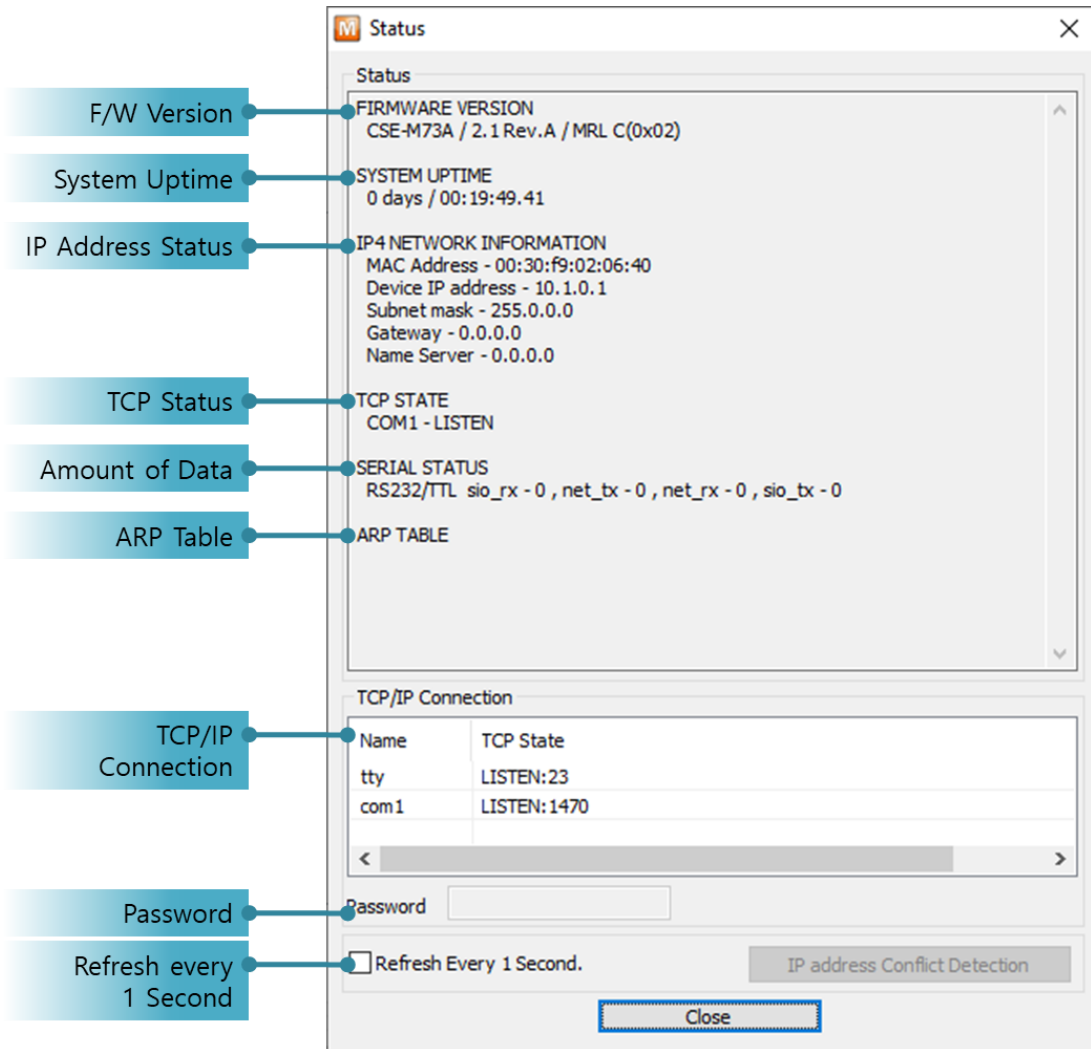 Status
Status
F/W Version
FIRMWARE VERSION
CSE-M73A / 2.1 Rev.A / MRL C(0x02)
System Uptime
SYSTEM UPTIME
0 days / 00:19:49.41
IP Address Status
IP4 NETWORK INFORMATION
MAC Address - 00:30:f9:02:06:40
Device IP address - 10.1.0.1
Subnet mask - 255.0.0.0
Gateway - 0.0.0.0
Name Server - 0.0.0.0
TCP Status
TCP STATE
COM1 - LISTEN
Amount of Data
SERIAL STATUS
RS232/TTL sio_rx - 0 , net_tx - 0 , net_rx - 0 , sio_tx - 0
ARP Table
ARP TABLE
TCP/IP Connection
TCP/IP
Connection
Name TCP State
tty LISTEN:23
com1 LISTEN:1470
Password
Password
Refresh every
1 Second
Refresh Every 1 Second.
IP address Conflict Detection
Close